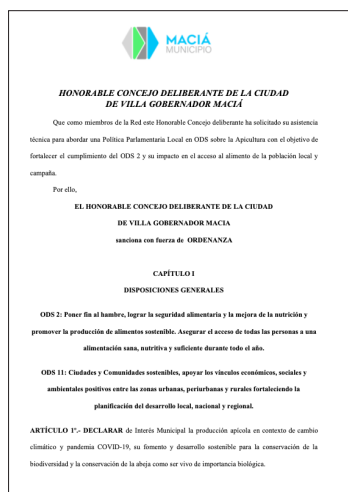 MACIÁ
MUNICIPIO
HONORABLE CONCEJO DELIBERANTE DE LA CIUDAD
DE VILLA GOBERNADOR MACIÁ
Que como miembros de la Red este Honorable Concejo deliberante ha solicitado su asistencia
técnica para abordar una Política Parlamentaria Local en ODS sobre la Apicultura con el objetivo de
fortalecer el cumplimiento del ODS 2 y su impacto en el acceso al alimento de la población local y
campaña.
Por ello,
EL HONORABLE CONCEJO DELIBERANTE DE LA CIUDAD
DE VILLA GOBERNADOR MACIA
sanciona con fuerza de ORDENANZA
CAPÍTULO I
DISPOSICIONES GENERALES
ODS 2: Poner fin al hambre, lograr la seguridad alimentaria y la mejora de la nutrición y
promover la producción de alimentos sostenible. Asegurar el acceso de todas las personas a una
alimentación sana, nutritiva y suficiente durante todo el año.
ODS 11: Ciudades y Comunidades sostenibles, apoyar los vínculos económicos, sociales y
ambientales positivos entre las zonas urbanas, periurbanas y rurales fortaleciendo la
planificación del desarrollo local, nacional y regional.
ARTÍCULO 1º.- DECLARAR de Interés Municipal la producción apícola en contexto de cambio
climático y pandemia COVID-19, su fomento y desarrollo sostenible para la conservación de la
biodiversidad y la conservación de la abeja como ser vivo de importancia biológica.